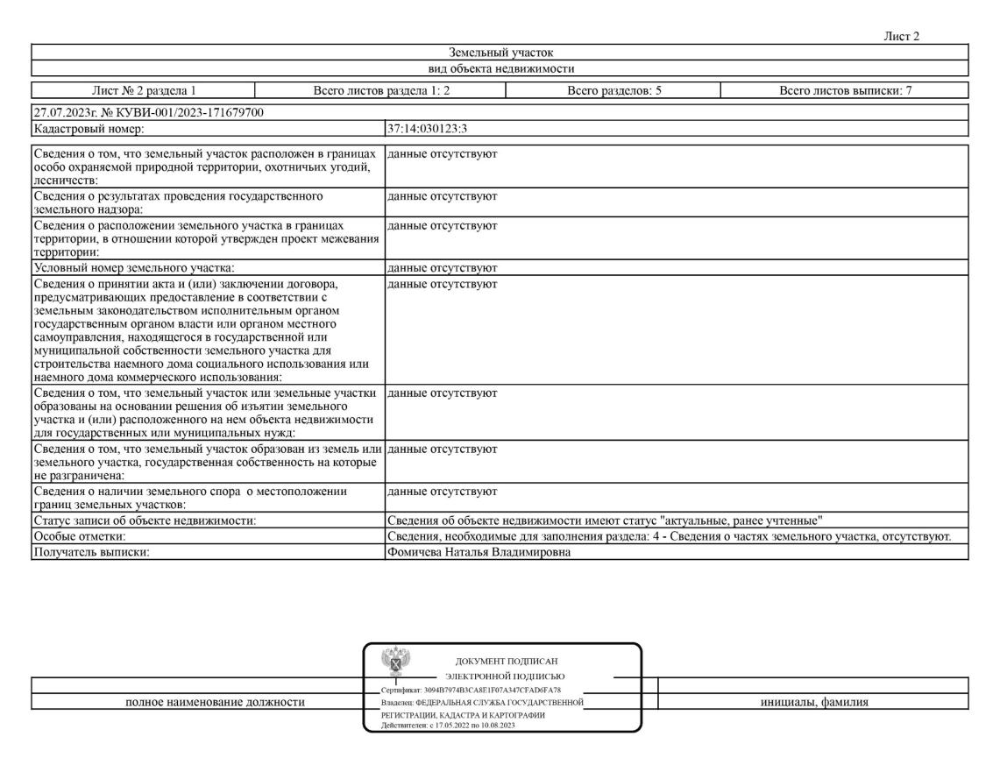 Лист 2
Земельный участок
вид объекта недвижимости
Лист № 2 раздела 1 Всего листов раздела 1: 2 Всего разделов: 5 Всего листов выписки: 7
27.07.2023г. № КУВИ-001/2023-171679700
Кадастровый номер: 37:14:030123:3
Сведения о том, что земельный участок расположен в границах данные отсутствуют
особо охраняемой природной территории, охотничьих угодий,
лесничеств:
Сведения о результатах проведения государственного данные отсутствуют
земельного надзора:
Сведения о расположении земельного участка в границах данные отсутствуют
территории, в отношении которой утвержден проект межевания
территории:
Условный номер земельного участка: данные отсутствуют
Сведения о принятии акта и (или) заключении договора, данные отсутствуют
предусматривающих предоставление в соответствии с
земельным законодательством исполнительным органом
государственным органом власти или органом местного
самоуправления, находящегося в государственной или
муниципальной собственности земельного участка для
строительства наемного дома социального использования или
наемного дома коммерческого использования:
Сведения о том, что земельный участок или земельные участки данные отсутствуют
образованы на основании решения об изъятии земельного
участка и (или) расположенного на нем объекта недвижимости
для государственных или муниципальных нужд:
Сведения о том, что земельный участок образован из земель или данные отсутствуют
земельного участка, государственная собственность на которые
не разграничена:
Сведения о наличии земельного спора о местоположении данные отсутствуют
границ земельных участков:
Статус записи об объекте недвижимости: Сведения об объекте недвижимости имеют статус "актуальные, ранее учтенные"
Особые отметки: Сведения, необходимые для заполнения раздела: 4 - Сведения о частях земельного участка, отсутствуют.
Получатель выписки: Фомичева Наталья Владимировна
ДОКУМЕНТ ПОДПИСАН
ЭЛЕКТРОННОЙ ПОДПИСЬЮ
Сертификат: 3094B7974B3CA8E1F07A347CFAD6FA78
полное наименование должности Владелец: ФЕДЕРАЛЬНАЯ СЛУЖБА ГОСУДАРСТВЕННОЙ инициалы, фамилия
РЕГИСТРАЦИИ, КАДАСТРА И КАРТОГРАФИИ
Действителен: с 17.05.2022 по 10.08.2023